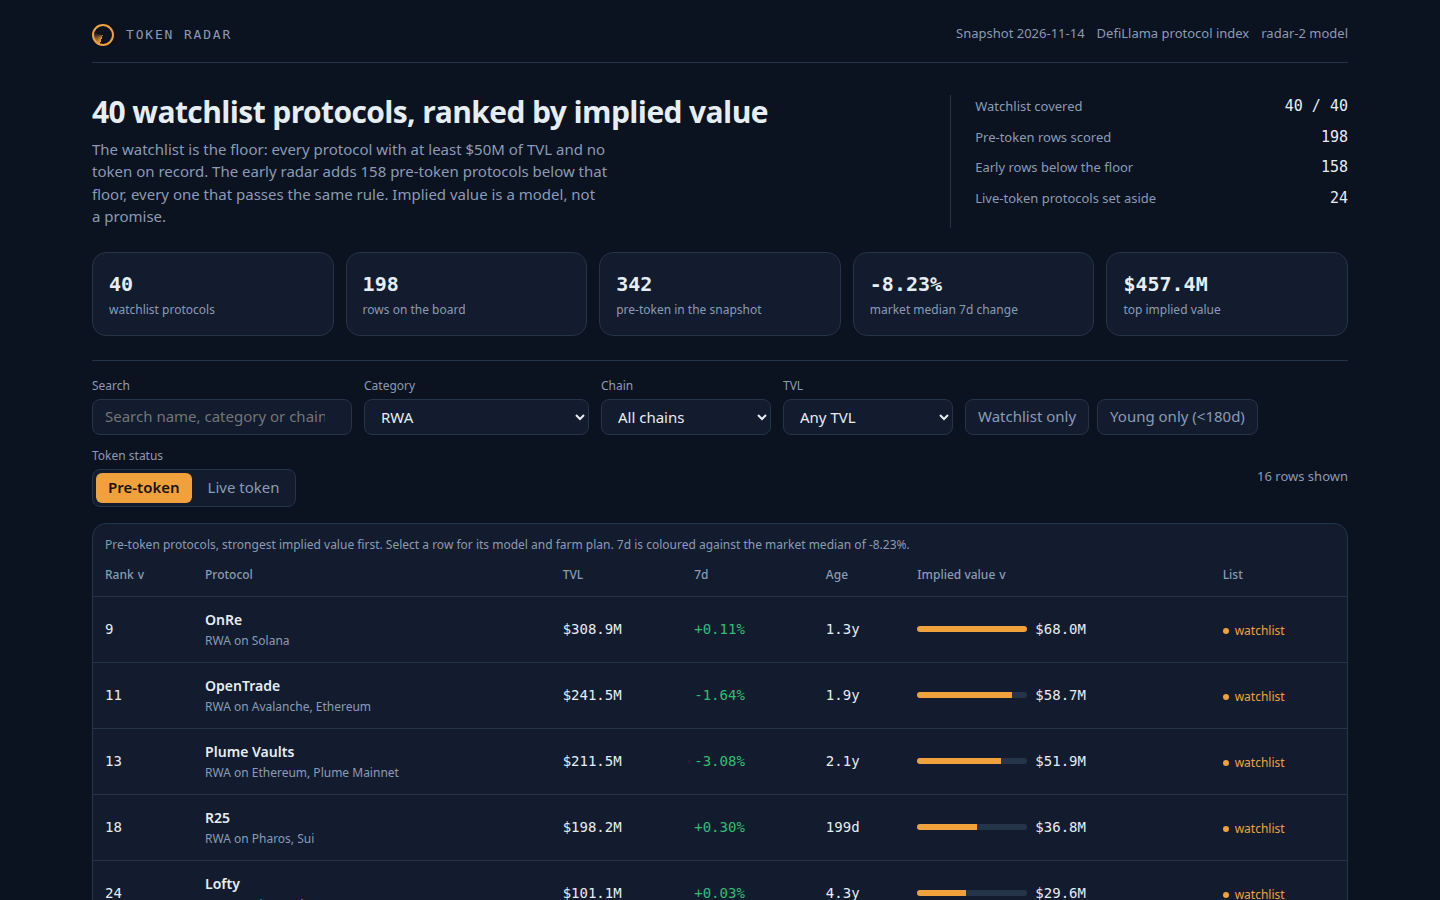 TOKEN RADAR
Snapshot 2026-11-14 DefiLlama protocol index radar-2 model
40 watchlist protocols, ranked by implied value
The watchlist is the floor: every protocol with at least $50M of TVL and no
token on record. The early radar adds 158 pre-token protocols below that
floor, every one that passes the same rule. Implied value is a model, not
a promise.
Watchlist covered 40 / 40
Pre-token rows scored 198
Early rows below the floor 158
Live-token protocols set aside 24
40
watchlist protocols
198
rows on the board
342
pre-token in the snapshot
-8.23%
market median 7d change
$457.4M
top implied value
Search Category Chain TVL
Search name, category or chain RWA All chains Any TVL Watchlist only Young only (<180d)
Token status
Pre-token Live token
16 rows shown
Pre-token protocols, strongest implied value first. Select a row for its model and farm plan. 7d is coloured against the market median of -8.23%.
Rank v Protocol TVL 7d Age Implied value v List
9 OnRe $308.9M +0.11% 1.3y $68.0M watchlist
RWA on Solana
11 OpenTrade $241.5M -1.64% 1.9y $58.7M watchlist
RWA on Avalanche, Ethereum
13 Plume Vaults $211.5M -3.08% 2.1y $51.9M watchlist
RWA on Ethereum, Plume Mainnet
18 R25 $198.2M +0.30% 199d $36.8M watchlist
RWA on Pharos, Sui
24 Lofty $101.1M +0.03% 4.3y $29.6M watchlist